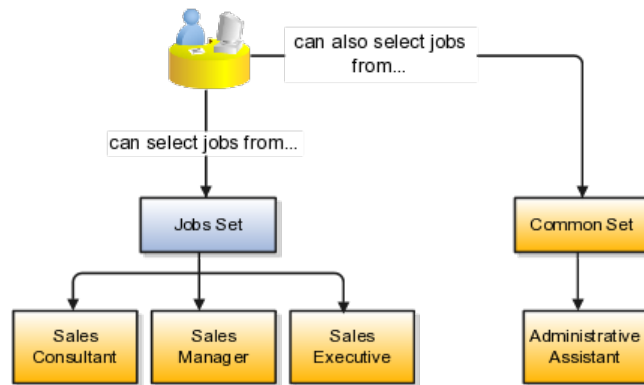 can also select jobs
from...
can select jobs from...
Jobs Set
Common Set
Sales
Consultant
Sales
Manager
Sales
Executive
Administrative
Assistant